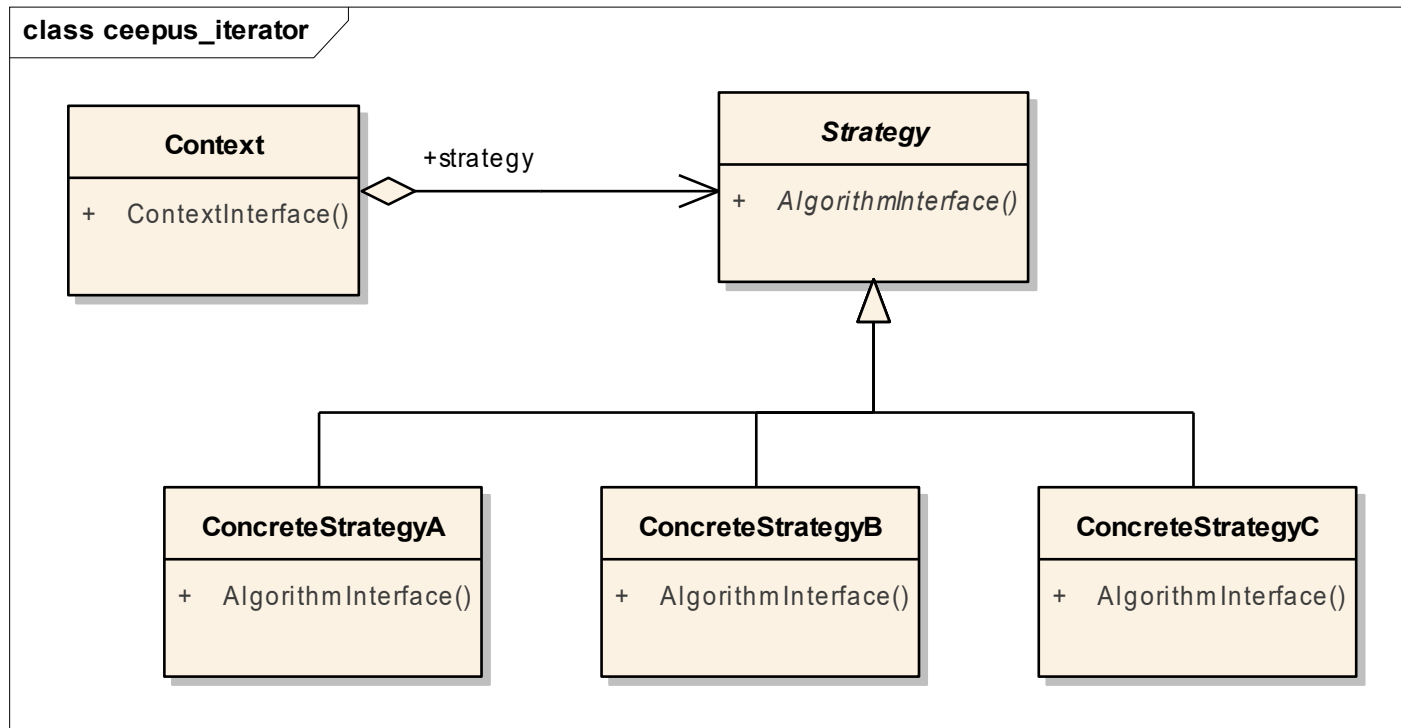 class ceepus_iterator
Context
+ ContextInterface()
+strategy
Strategy
+ AlgorithmInterface()
ConcreteStrategyA
+ AlgorithmInterface()
ConcreteStrategyB
+ AlgorithmInterface()
ConcreteStrategyC
+ AlgorithmInterface()